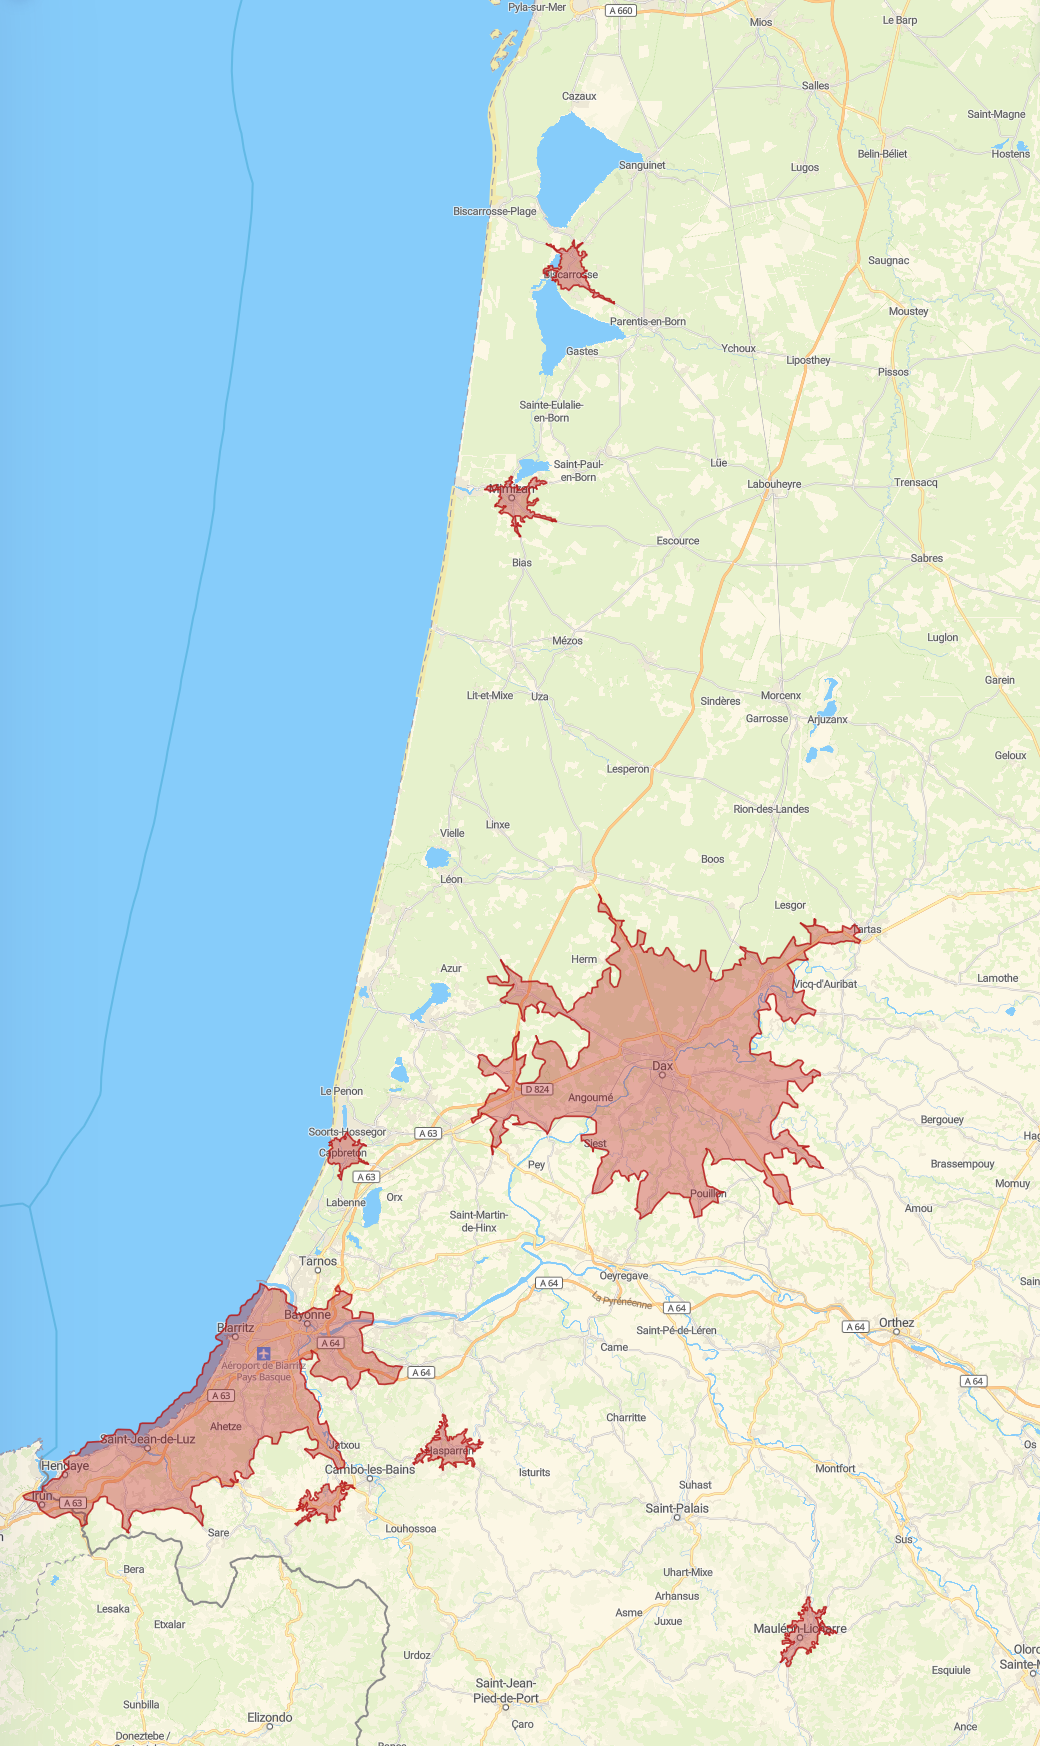 Pyla-sur-Mer
A 660
Mios
Le Barp
Salles
Cazaux
Saint-Magne
Belin-Béliet
Hostens
Sanguinet
Lugos
Biscarrosse-Plage
Saugnac
Moustey
Parentis-en-Born
Ychoux
Gastes
Liposthey
Pissos
Sainte-Eulalie-
en-Born
Saint-Paul-
en-Born
Lüe
Labouheyre
Trensacq
Mimizan
Escource
Bias
Sabres
Mézos
Luglon
Garein
Lit-et-Mixe
Uza
Sindères
Morcenx
Garrosse
Arjuzanx
Geloux
Lesperon
Rion-des-Landes
Linxe
Vielle
Boos
Léon
Lesgor
Tartas
Herm
Azur
Lamothe
Vicq-d'Auribat
Dax
Le Penon
D 824
Angoumé
Bergouey
Soorts-Hossegor
A 63
Capbreton
Siest
Pey
Brassempouy
A 63
Momuy
Orx
Labenne
Pouillon
Amou
Saint-Martin-
de-Hinx
Tarnos
Oeyregave
A 64
La Pyrénéenne
A 64
Bayonne
Biarritz
A 64
Orthez
Saint-Pé-de-Léren
A 64
Came
Aéroport de Biarritz
Pays Basque
A 64
A 64
A 63
Ahetze
Charritte
Saint-Jean-de-Luz
Jatxou
Hasparren
Hendaye
Cambo-les-Bains
Isturits
Montfort
Suhast
Irun
A 63
Saint-Palais
Sare
Louhossoa
Sus
Bera
Uhart-Mixe
Arhansus
Lesaka
Asme
Juxue
Etxalar
Mauléon-Licharre
Urdoz
Esquiule
Saint-Jean-
Pied-de-Port
Sunbilla
Elizondo
Çaro
Ance
Doneztebe /